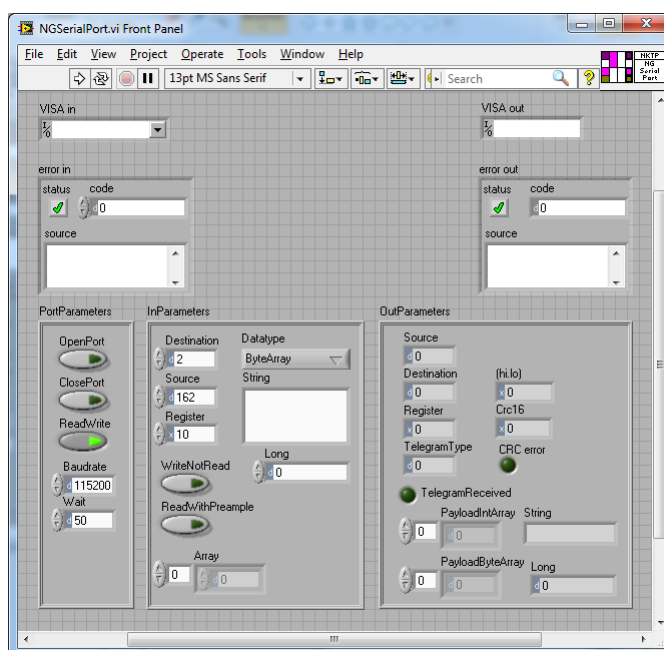 NGSerialPort.vi Front Panel
File Edit View Project Operate Tools Window Help
13pt MS Sans Serif
Search
NKTP
NG
Serial
Port
VISA in
VISA out
error in
status code
d 0
source
error out
status code
d 0
source
PortParameters
OpenPort
ClosePort
ReadWrite
Baudrate
d 115200
Wait
d 50
InParameters
Destination
d 2
Source
d 162
Register
x 10
WriteNotRead
ReadWithPreample
Array
0 d 0
Datatype
ByteArray
String
Long
d 0
OutParameters
Source
d 0
Destination
d 0
Register
x 0
TelegramType
d 0
(hi.lo)
x 0
Crc16
x 0
CRC error
TelegramReceived
PayloadIntArray String
0 d 0
PayloadByteArray Long
0 d 0 d 0